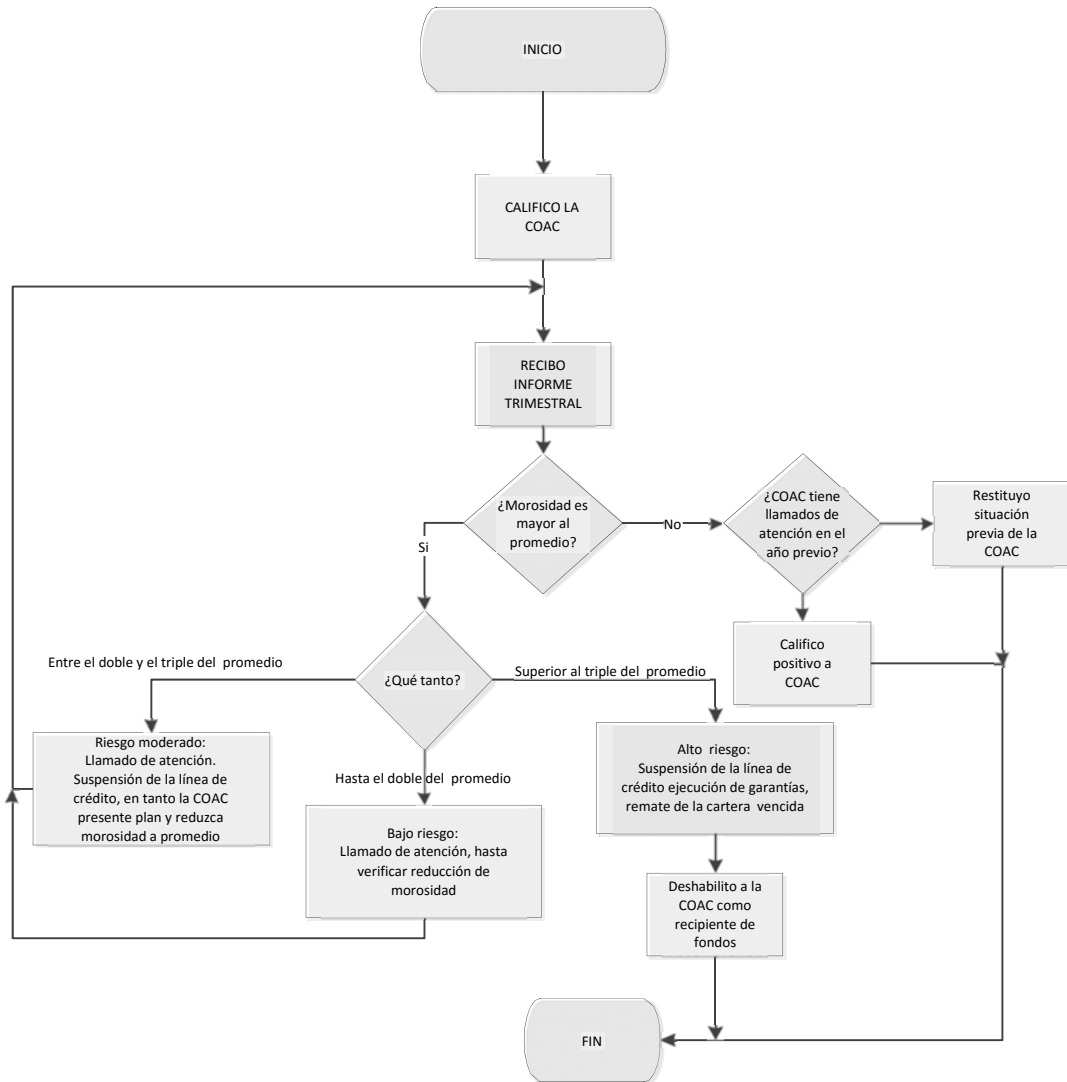 INICIO
CALIFICO LA
COAC
RECIBO
INFORME
TRIMESTRAL
¿Morosidad es
mayor al
promedio?
Si
No
¿COAC tiene
llamados de
atención en el
año previo?
Restituyo
situación
previa de la
COAC
Califico
positivo a
COAC
¿Qué tanto?
Entre el doble y el triple del promedio
Superior al triple del promedio
Hasta el doble del promedio
Riesgo moderado:
Llamado de atención.
Suspensión de la línea de
crédito, en tanto la COAC
presente plan y reduzca
morosidad a promedio
Bajo riesgo:
Llamado de atención, hasta
verificar reducción de
morosidad
Alto riesgo:
Suspensión de la línea de
crédito ejecución de garantías,
remate de la cartera vencida
Deshabilito a la
COAC como
recipiente de
fondos
FIN